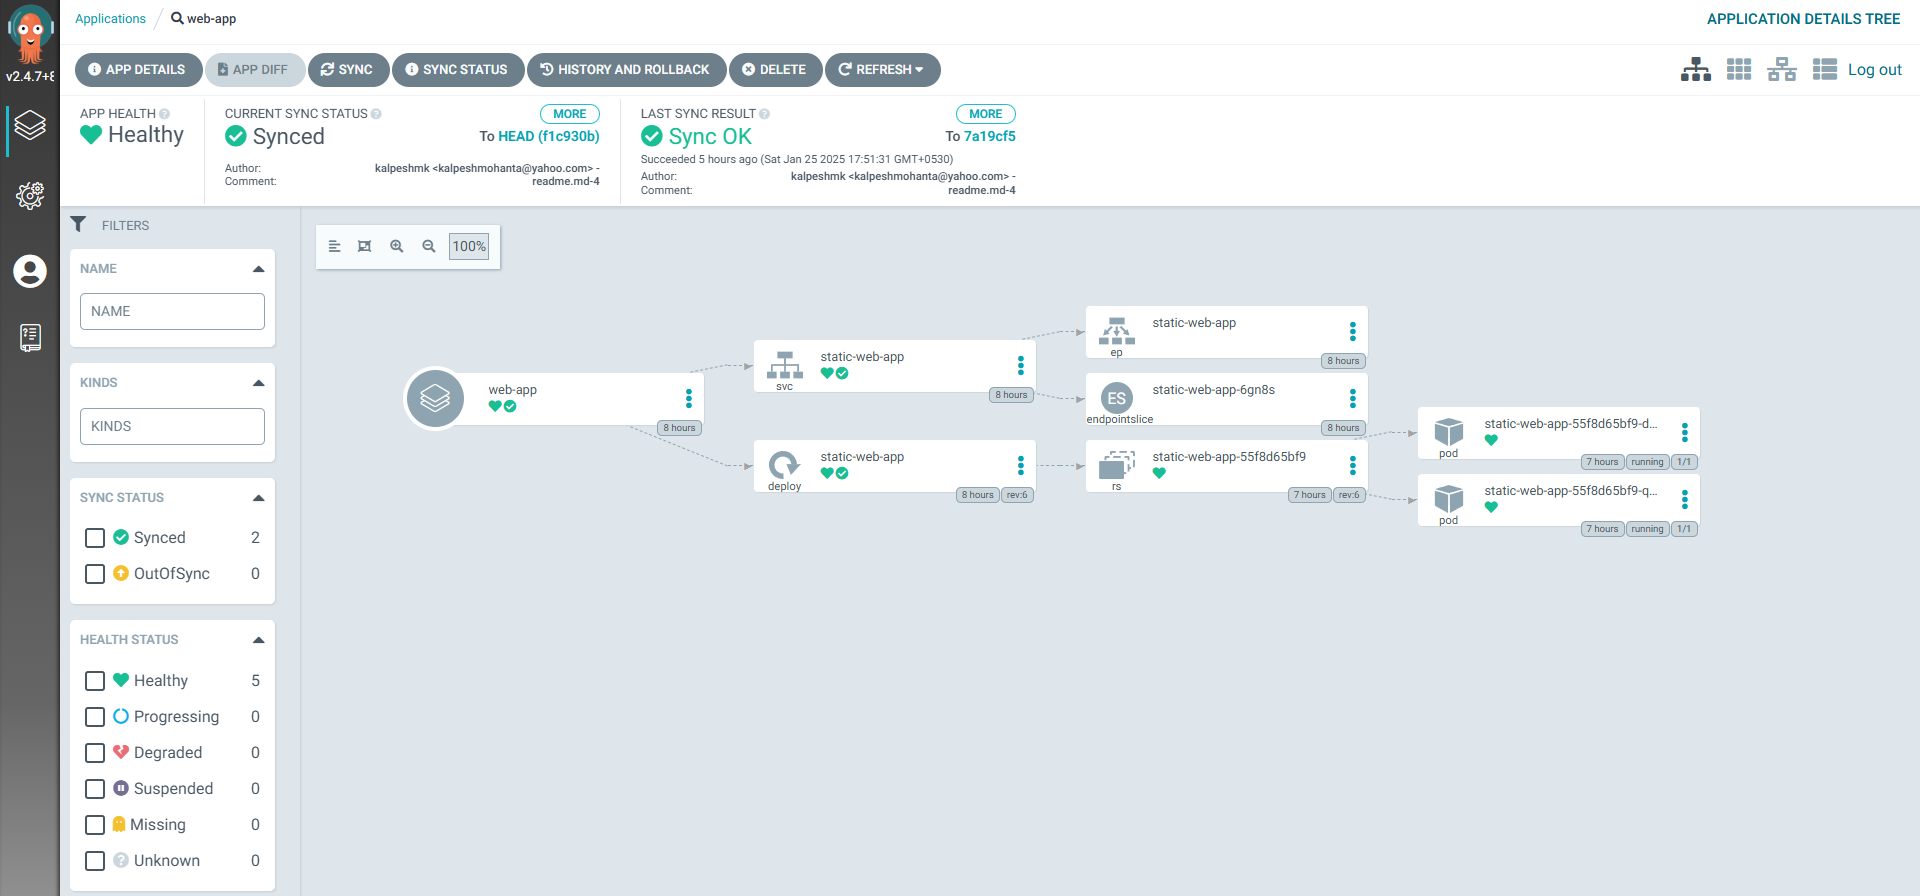 Applications
web-app
APPLICATION DETAILS TREE
v2.4.7+8
APP DETAILS
APP DIFF
SYNC
SYNC STATUS
HISTORY AND ROLLBACK
DELETE
REFRESH
Log out
APP HEALTH
Healthy
CURRENT SYNC STATUS
MORE
Synced
To HEAD (f1c930b)
Author:
kalpeshmk <kalpeshmohanta@yahoo.com> -
Comment:
readme.md-4
LAST SYNC RESULT
MORE
Sync OK
To 7a19cf5
Succeeded 5 hours ago (Sat Jan 25 2025 17:51:31 GMT+0530)
Author:
kalpeshmk <kalpeshmohanta@yahoo.com> -
Comment:
readme.md-4
FILTERS
NAME
NAME
KINDS
KINDS
SYNC STATUS
Synced 2
OutOfSync 0
HEALTH STATUS
Healthy 5
Progressing 0
Degraded 0
Suspended 0
Missing 0
Unknown 0
100%
web-app
8 hours
static-web-app
svc
8 hours
static-web-app
deploy
8 hours
rev:6
static-web-app
ep
8 hours
ES
static-web-app-6gn8s
endpointslice
8 hours
static-web-app-55f8d65bf9
rs
7 hours
rev:6
static-web-app-55f8d65bf9-d...
pod
7 hours
running
1/1
static-web-app-55f8d65bf9-q...
pod
7 hours
running
1/1